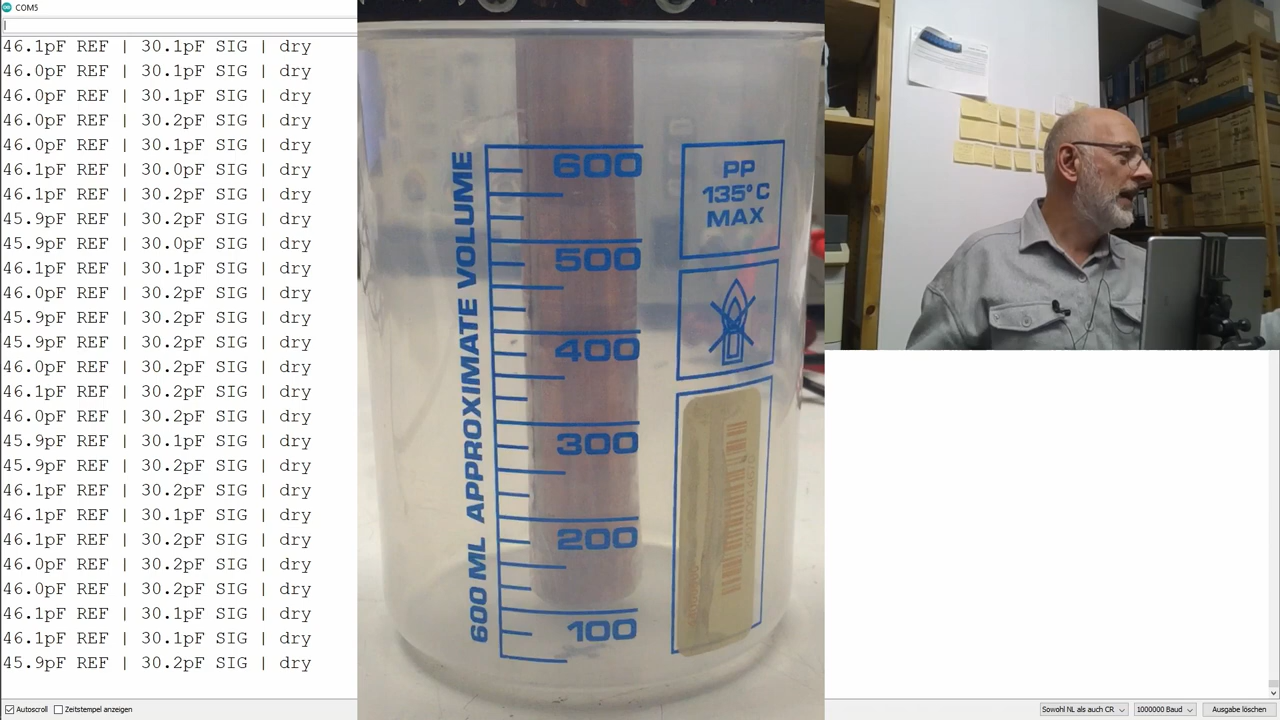 COM5
46.1pF REF | 30.1pF SIG | dry
46.0pF REF | 30.1pF SIG | dry
46.0pF REF | 30.1pF SIG | dry
46.0pF REF | 30.2pF SIG | dry
46.1pF REF | 30.1pF SIG | dry
46.1pF REF | 30.0pF SIG | dry
46.1pF REF | 30.2pF SIG | dry
45.9pF REF | 30.2pF SIG | dry
45.9pF REF | 30.0pF SIG | dry
46.1pF REF | 30.1pF SIG | dry
46.0pF REF | 30.2pF SIG | dry
45.9pF REF | 30.2pF SIG | dry
45.9pF REF | 30.2pF SIG | dry
46.0pF REF | 30.2pF SIG | dry
46.1pF REF | 30.2pF SIG | dry
46.0pF REF | 30.2pF SIG | dry
45.9pF REF | 30.1pF SIG | dry
45.9pF REF | 30.2pF SIG | dry
46.1pF REF | 30.2pF SIG | dry
46.1pF REF | 30.1pF SIG | dry
46.1pF REF | 30.2pF SIG | dry
46.0pF REF | 30.2pF SIG | dry
46.0pF REF | 30.2pF SIG | dry
46.1pF REF | 30.1pF SIG | dry
46.1pF REF | 30.1pF SIG | dry
45.9pF REF | 30.2pF SIG | dry
Autoscroll
Zeitstempel anzeigen
600 ML APPROXIMATE VOLUME
600
500
400
300
200
100
PP
135°C
MAX
Sowohl NL als auch CR
1000000 Baud
Ausgabe löschen